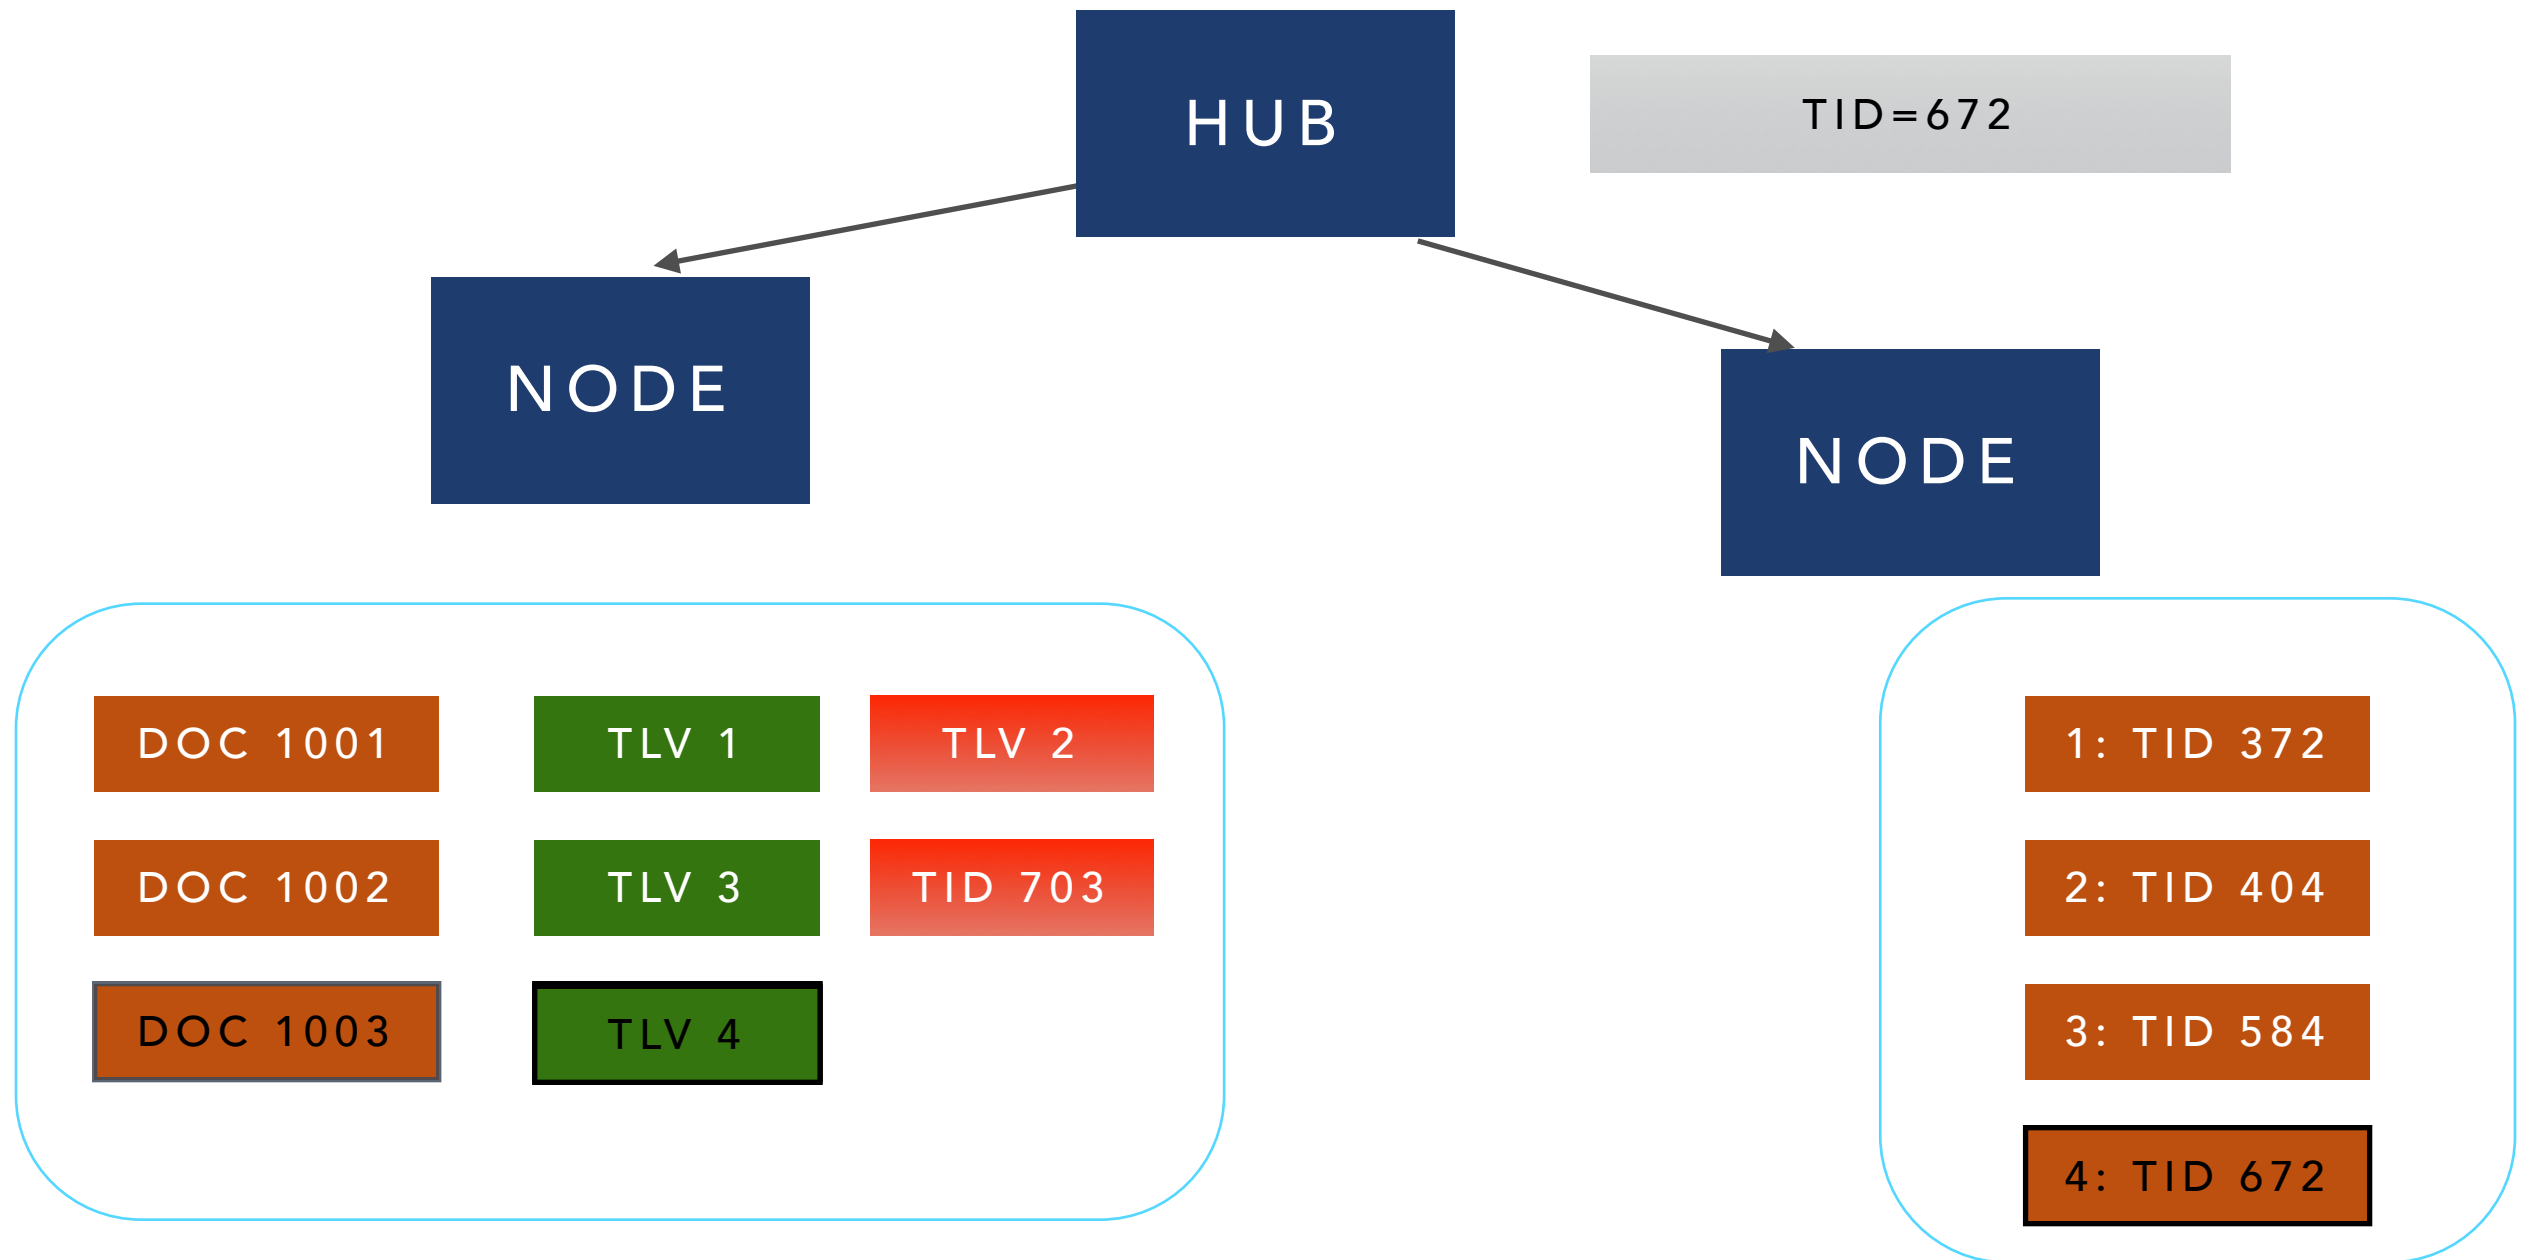 HUB
TID=672
NODE
NODE
DOC 1001
TLV 1
TLV 2
1: TID 372
DOC 1002
TLV 3
TID 703
2: TID 404
DOC 1003
TLV 4
3: TID 584
4: TID 672